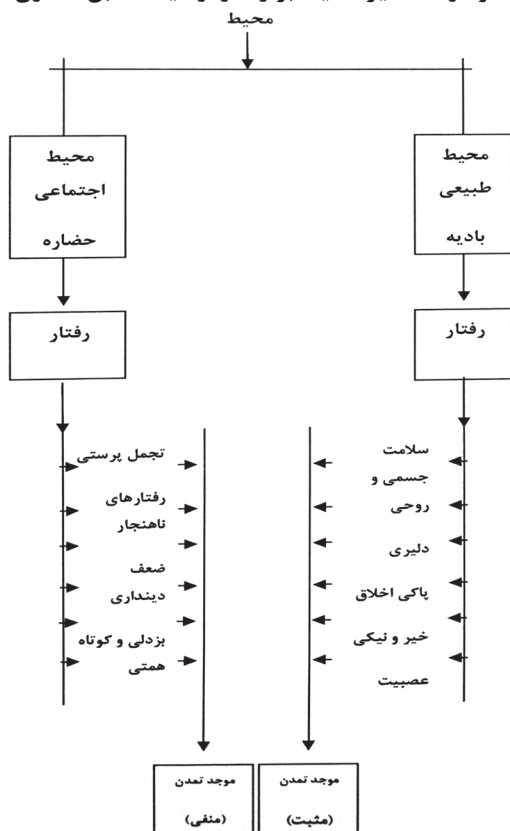 محیط
محیط
طبیعی
بادیه
محیط
اجتماعی
حضاره
رفتار
رفتار
سلامت
جسمی و
روحی
دلیری
پاکی اخلاق
خیر و نیکی
عصبیت
تجمل پرستی
رفتارهای
ناهنجار
ضعف
دینداری
بزدلی و کوتاه
همتی
موجد تمدن
(مثبت)
موجد تمدن
(منفی)